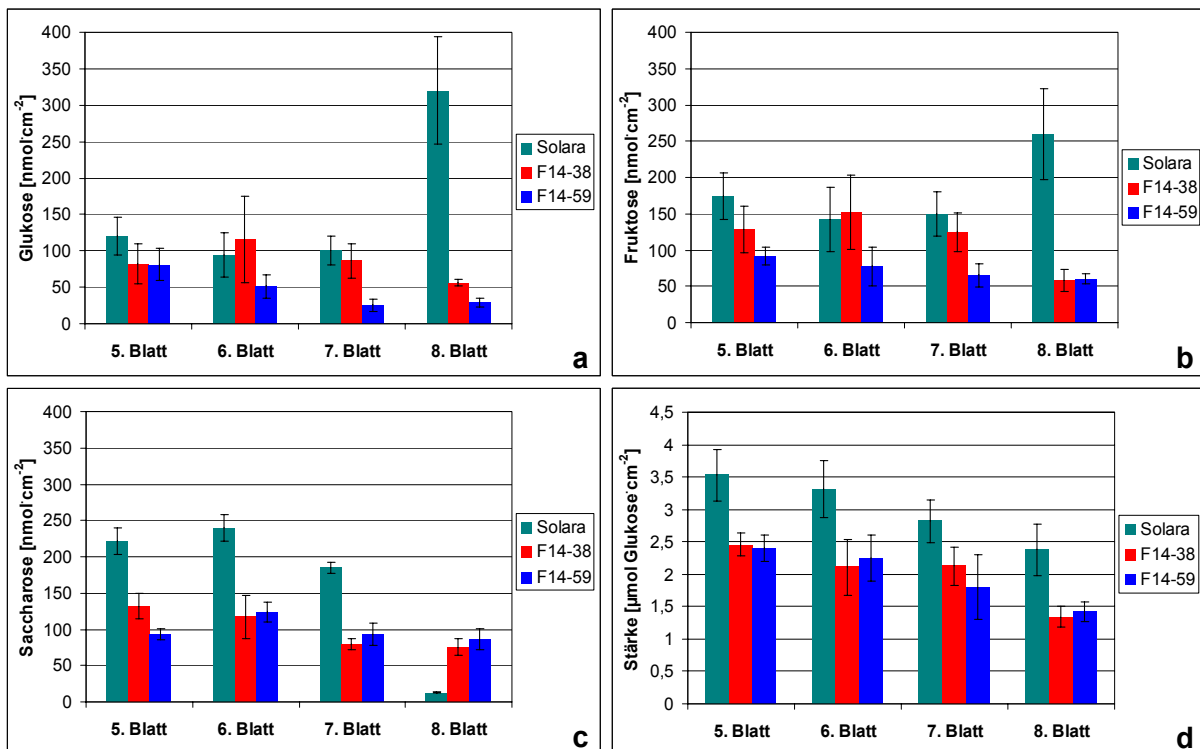 Glukose [nmol·cm⁻²]
400
350
300
250
200
150
100
50
0
5. Blatt 6. Blatt 7. Blatt 8. Blatt
Solara
F14-38
F14-59
a
Fruktose [nmol·cm⁻²]
400
350
300
250
200
150
100
50
0
5. Blatt 6. Blatt 7. Blatt 8. Blatt
Solara
F14-38
F14-59
b
Saccharose [nmol·cm⁻²]
400
350
300
250
200
150
100
50
0
5. Blatt 6. Blatt 7. Blatt 8. Blatt
Solara
F14-38
F14-59
c
Stärke [µmol Glukose·cm⁻²]
4,5
4
3,5
3
2,5
2
1,5
1
0,5
0
5. Blatt 6. Blatt 7. Blatt 8. Blatt
Solara
F14-38
F14-59
d